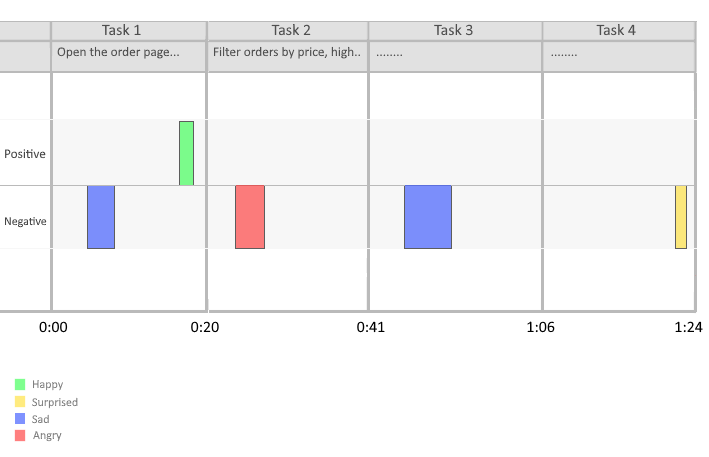 Task 1 Task 2 Task 3 Task 4
Open the order page... Filter orders by price, high.. ........ ........
Positive
Negative
0:00 0:20 0:41 1:06 1:24
Happy
Surprised
Sad
Angry